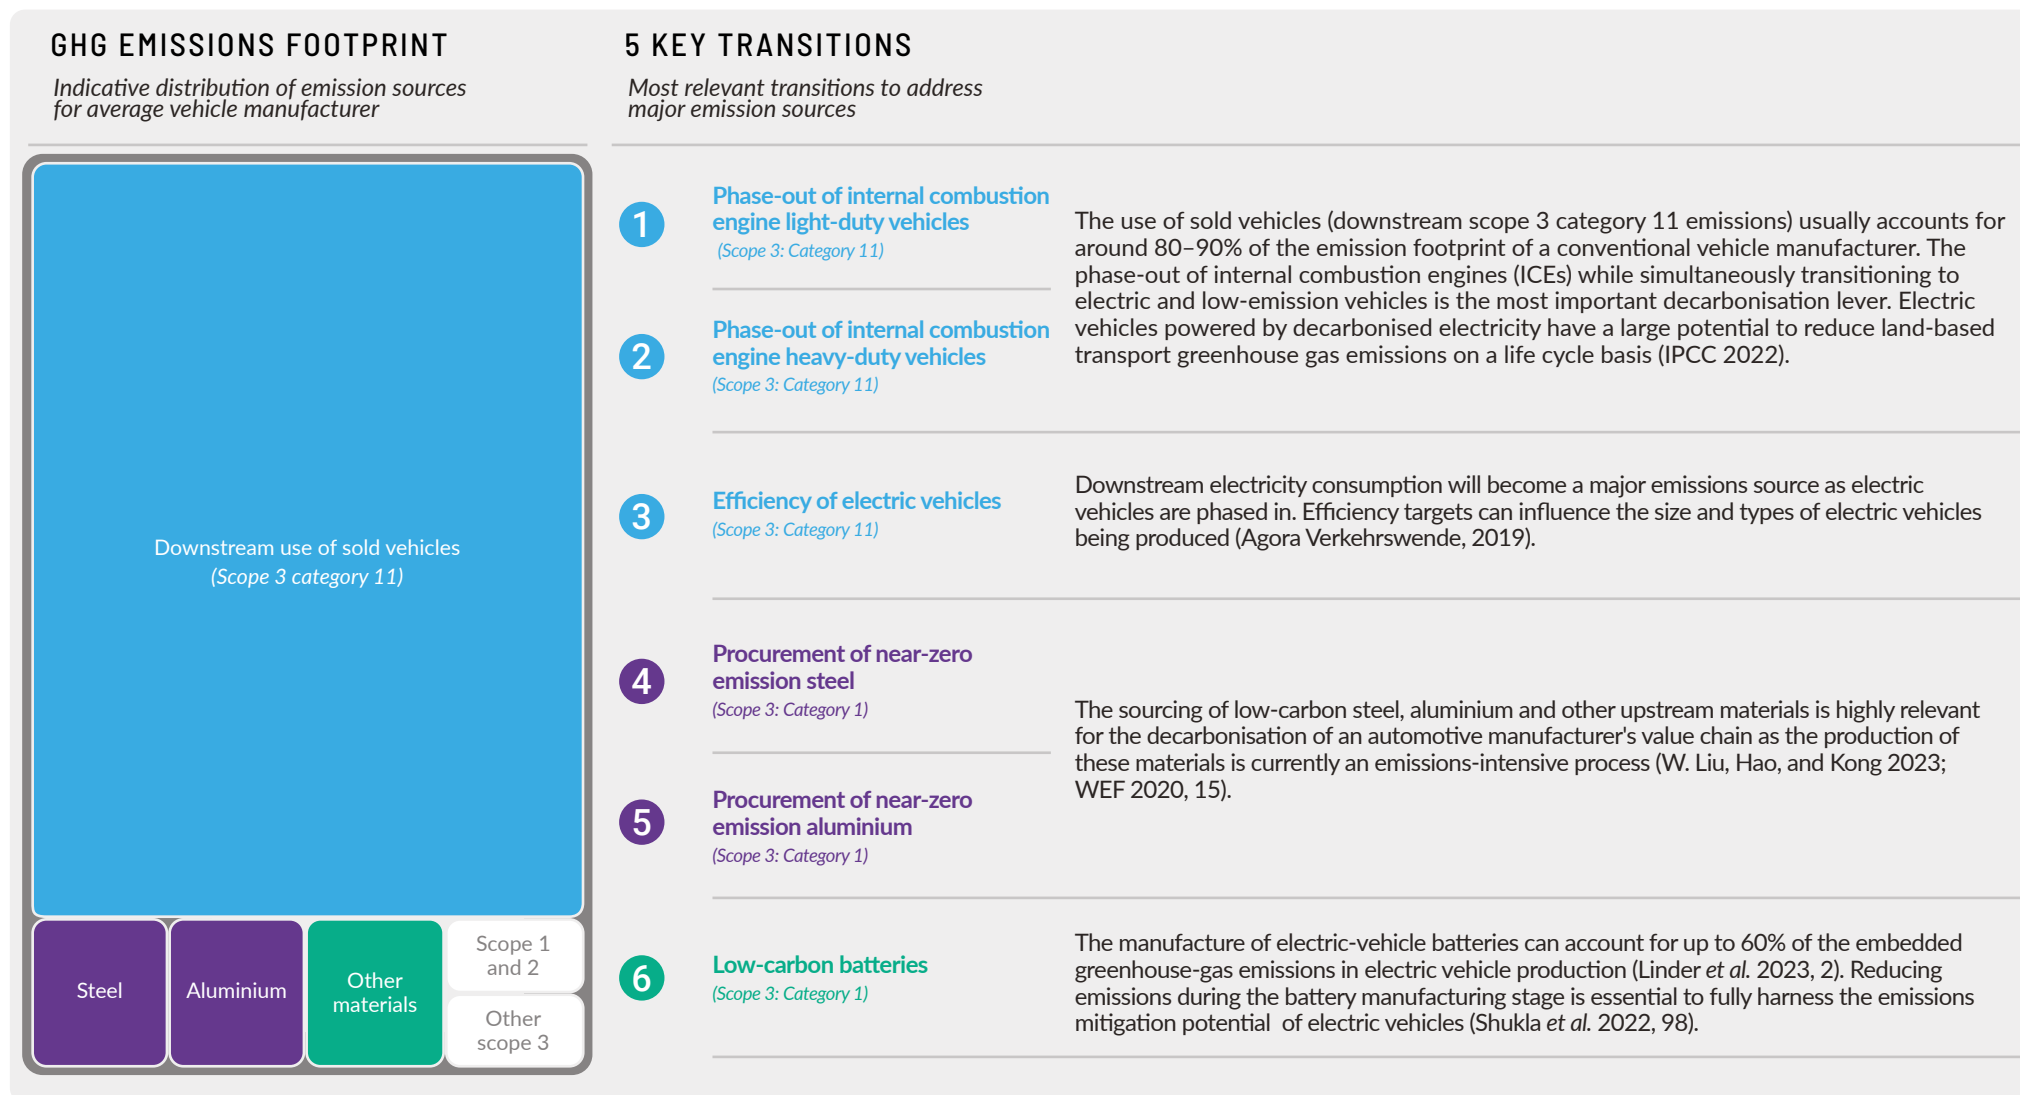 GHG EMISSIONS FOOTPRINT
Indicative distribution of emission sources
for average vehicle manufacturer
Downstream use of sold vehicles
(Scope 3 category 11)
Steel
Aluminium
Other
materials
Scope 1
and 2
Other
scope 3
5 KEY TRANSITIONS
Most relevant transitions to address
major emission sources
1
Phase-out of internal combustion
engine light-duty vehicles
(Scope 3: Category 11)
2
Phase-out of internal combustion
engine heavy-duty vehicles
(Scope 3: Category 11)
The use of sold vehicles (downstream scope 3 category 11 emissions) usually accounts for
around 80–90% of the emission footprint of a conventional vehicle manufacturer. The
phase-out of internal combustion engines (ICEs) while simultaneously transitioning to
electric and low-emission vehicles is the most important decarbonisation lever. Electric
vehicles powered by decarbonised electricity have a large potential to reduce land-based
transport greenhouse gas emissions on a life cycle basis (IPCC 2022).
3
Efficiency of electric vehicles
(Scope 3: Category 11)
Downstream electricity consumption will become a major emissions source as electric
vehicles are phased in. Efficiency targets can influence the size and types of electric vehicles
being produced (Agora Verkehrswende, 2019).
4
Procurement of near-zero
emission steel
(Scope 3: Category 1)
5
Procurement of near-zero
emission aluminium
(Scope 3: Category 1)
The sourcing of low-carbon steel, aluminium and other upstream materials is highly relevant
for the decarbonisation of an automotive manufacturer's value chain as the production of
these materials is currently an emissions-intensive process (W. Liu, Hao, and Kong 2023;
WEF 2020, 15).
6
Low-carbon batteries
(Scope 3: Category 1)
The manufacture of electric-vehicle batteries can account for up to 60% of the embedded
greenhouse-gas emissions in electric vehicle production (Linder et al. 2023, 2). Reducing
emissions during the battery manufacturing stage is essential to fully harness the emissions
mitigation potential of electric vehicles (Shukla et al. 2022, 98).